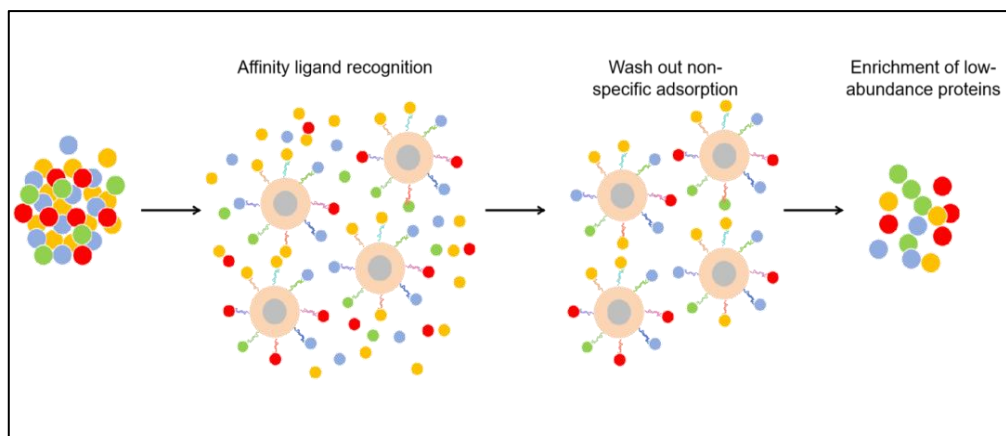 Affinity ligand recognition
Wash out non-
specific adsorption
Enrichment of low-
abundance proteins